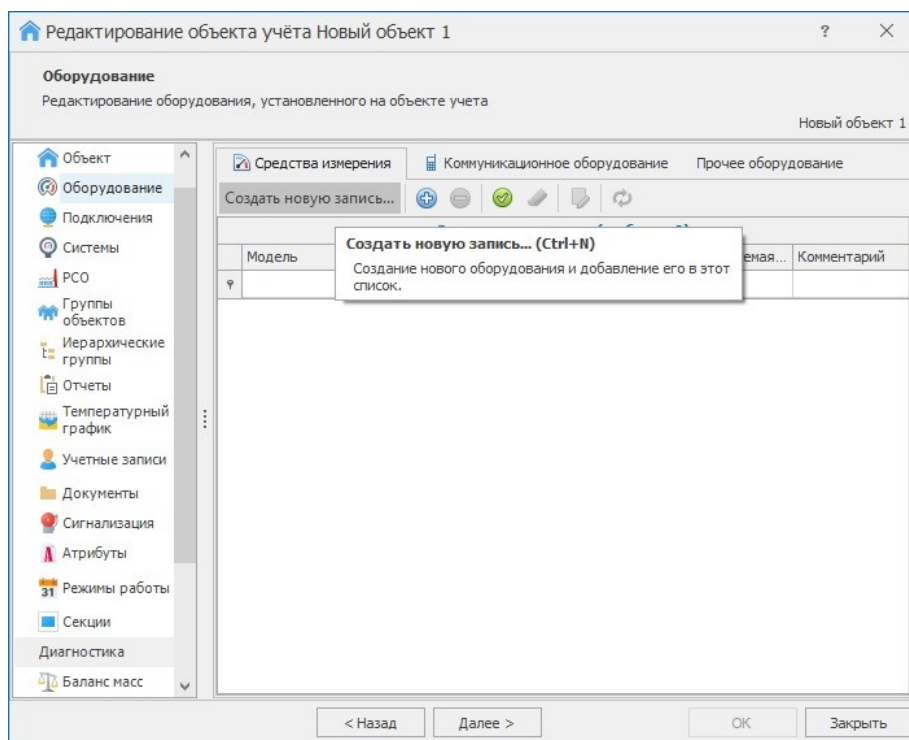 Редактирование объекта учёта Новый объект 1
?
Оборудование
Редактирование оборудования, установленного на объекте учета
Новый объект 1
Объект
Оборудование
Подключения
Системы
РСО
Группы
объектов
Иерархические
группы
Отчеты
Температурный
график
Учетные записи
Документы
Сигнализация
Атрибуты
31 Режимы работы
Секции
Диагностика
Баланс масс
Средства измерения
Коммуникационное оборудование
Прочее оборудование
Создать новую запись...
Создать новую запись... (Ctrl+N)
Создание нового оборудования и добавление его в этот
список.
Модель
емая...
Комментарий
< Назад
Далее >
ОК
Закрыть